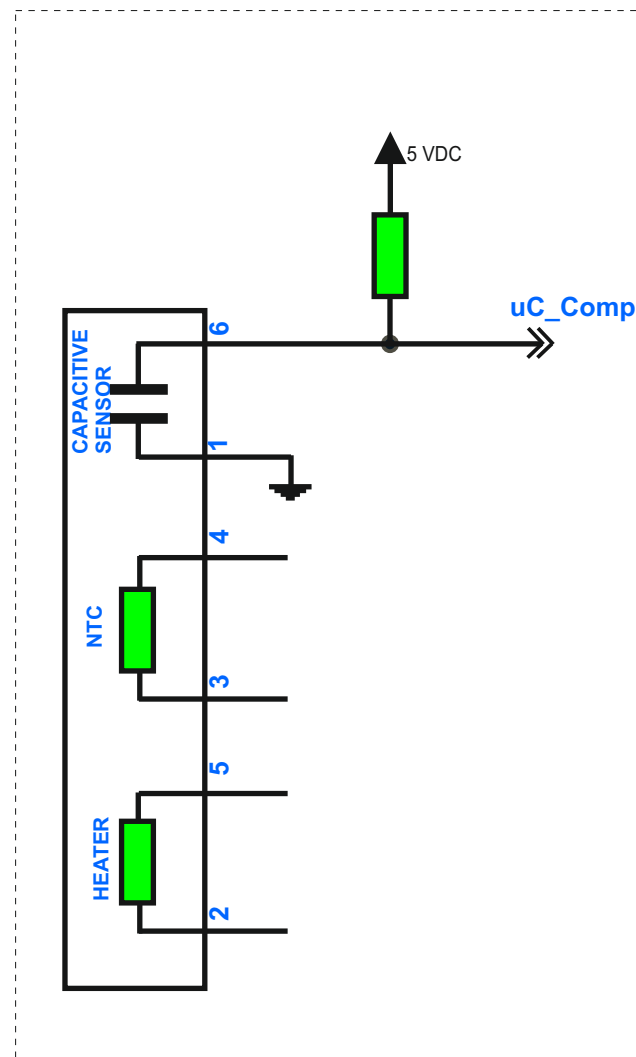 5 VDC
uC_Comp
6
CAPACITIVE
SENSOR
1
4
NTC
3
5
HEATER
2